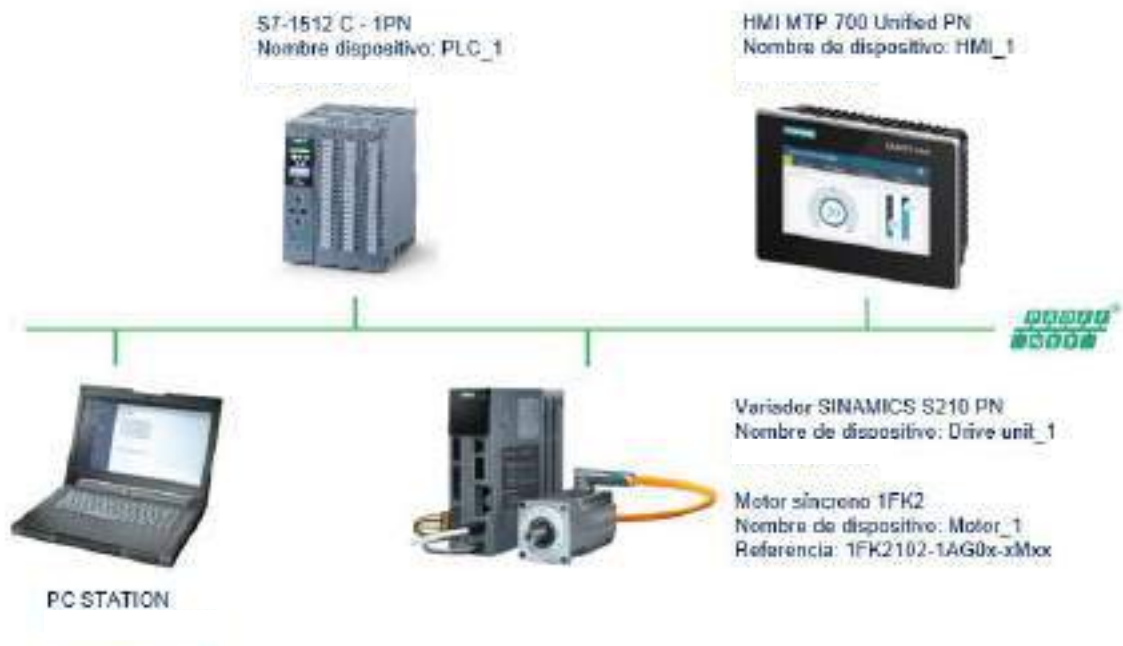 S7-1512 C - 1PN
Nombre dispositivo: PLC_1
HMI MTP 700 Unified PN
Nombre de dispositivo: HMI_1
SIEMENS
Variador SINAMICS S210 PN
Nombre de dispositivo: Drive unit_1
Motor síncrono 1FK2
Nombre de dispositivo: Motor_1
Referencia: 1FK2102-1AG0x-xMxx
PC STATION